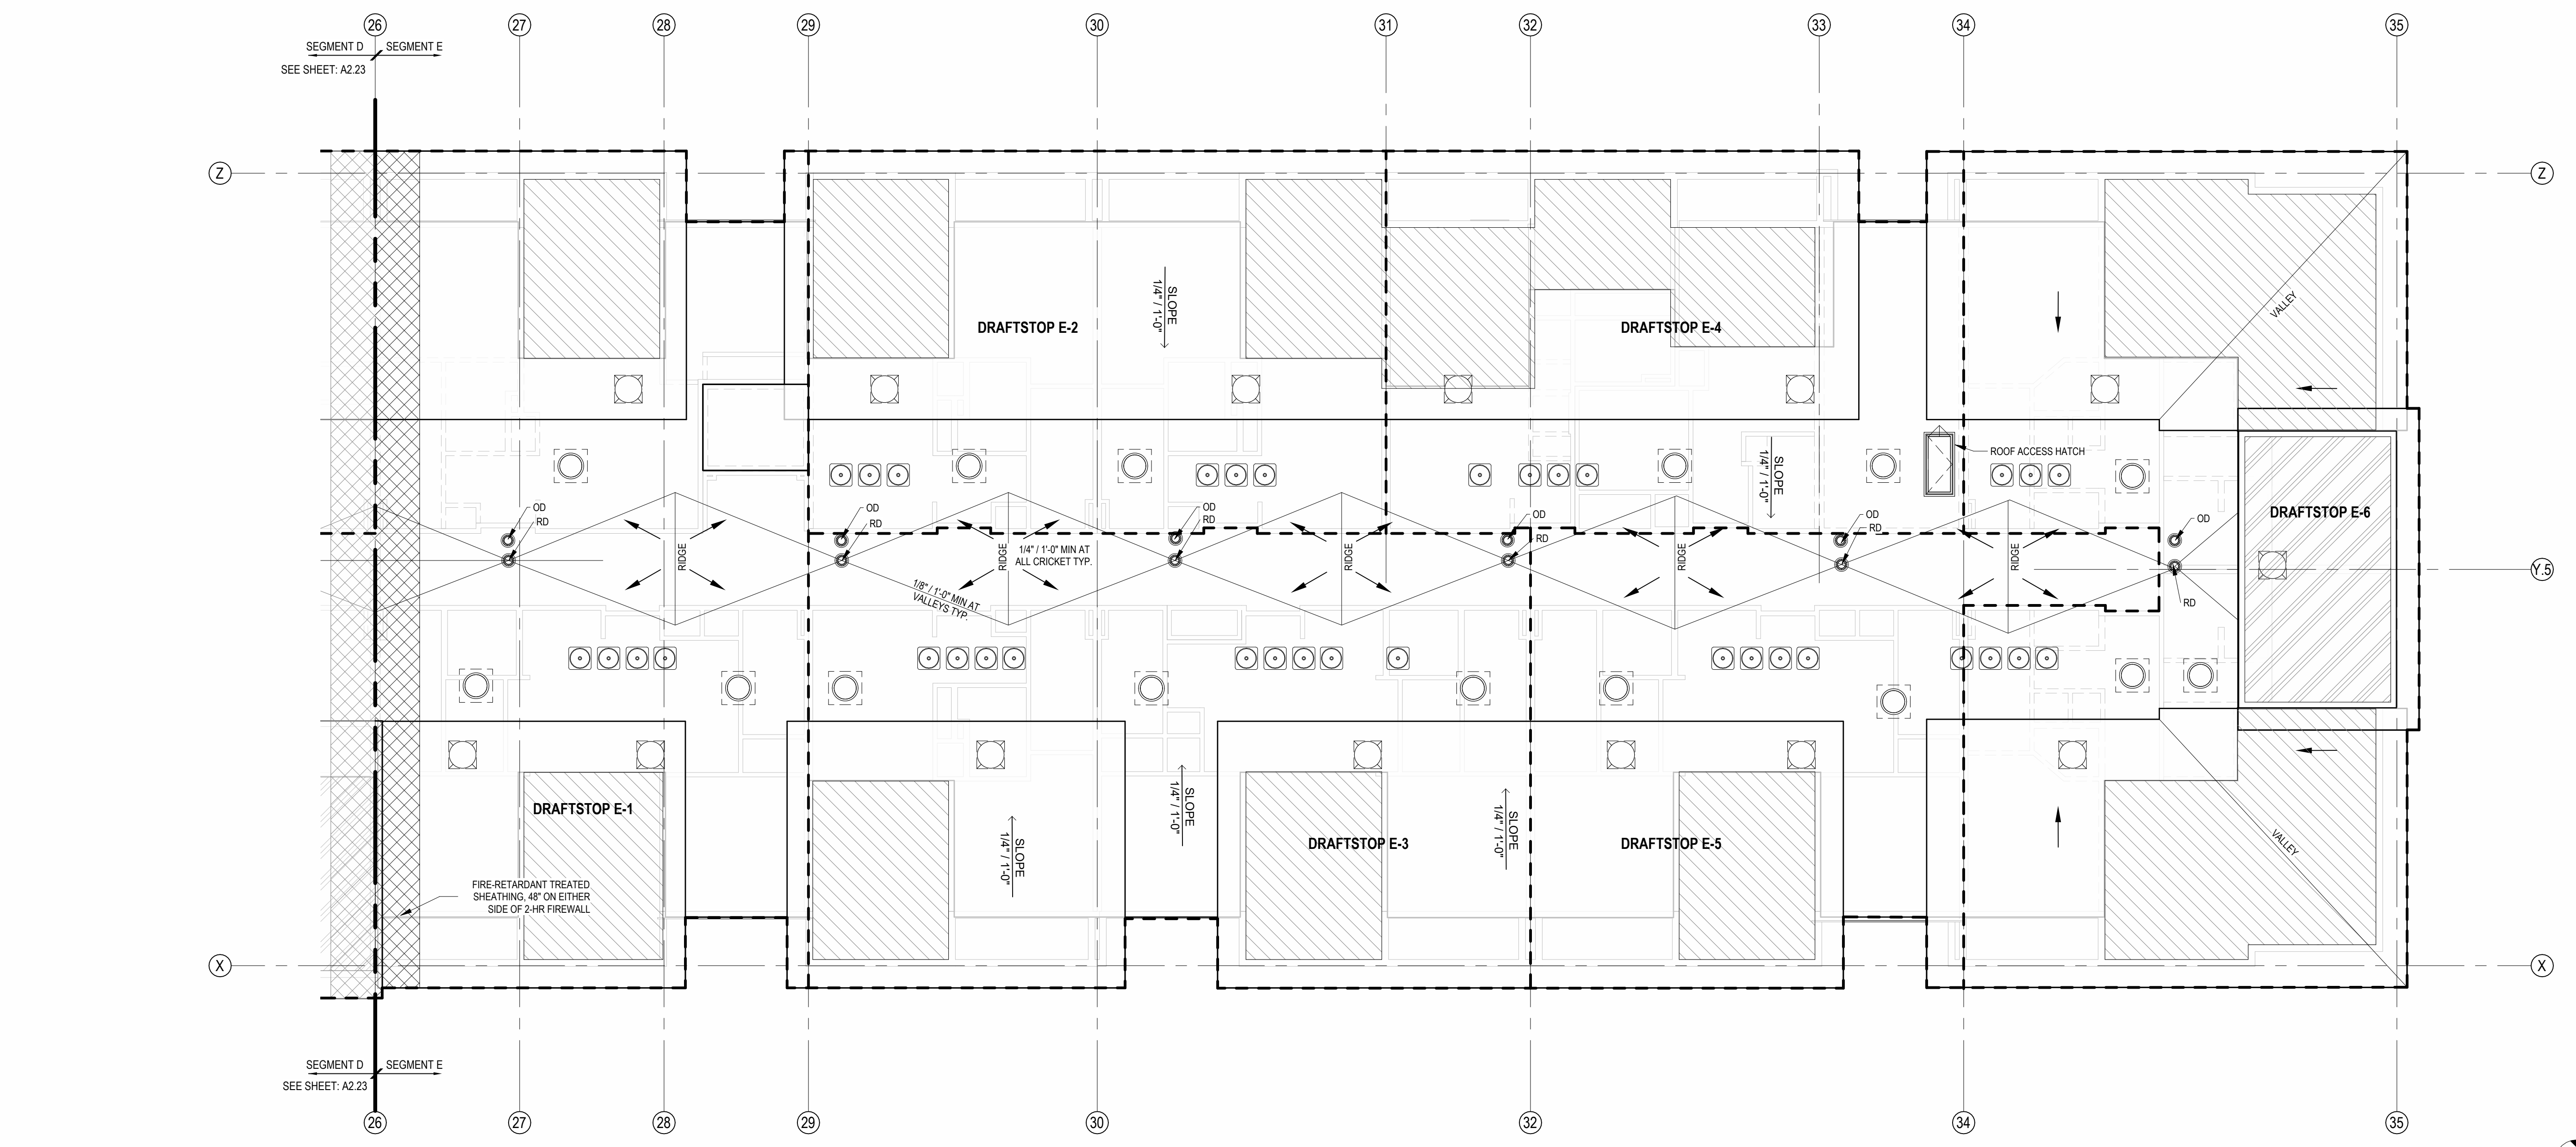 26
27
28
29
30
31
32
33
34
35
SEGMENT D
SEGMENT E
SEE SHEET: A2.23
Z
Z
DRAFTSTOP E-2
SLOPE
1/4" / 1'-0"
DRAFTSTOP E-4
VALLEY
SLOPE
1/4" / 1'-0"
ROOF ACCESS HATCH
DRAFTSTOP E-6
OD
RD
OD
RD
OD
RD
OD
RD
OD
RD
OD
RD
RIDGE
RIDGE
RIDGE
RIDGE
RIDGE
1/4" / 1'-0" MIN AT
ALL CRICKET TYP.
1/8" / 1'-0" MIN AT
VALLEYS TYP.
Y.5
DRAFTSTOP E-1
SLOPE
1/4" / 1'-0"
SLOPE
1/4" / 1'-0"
DRAFTSTOP E-3
SLOPE
1/4" / 1'-0"
DRAFTSTOP E-5
VALLEY
FIRE-RETARDANT TREATED
SHEATHING, 48" ON EITHER
SIDE OF 2-HR FIREWALL
X
X
SEGMENT D
SEGMENT E
SEE SHEET: A2.23
26
27
28
29
30
32
34
35